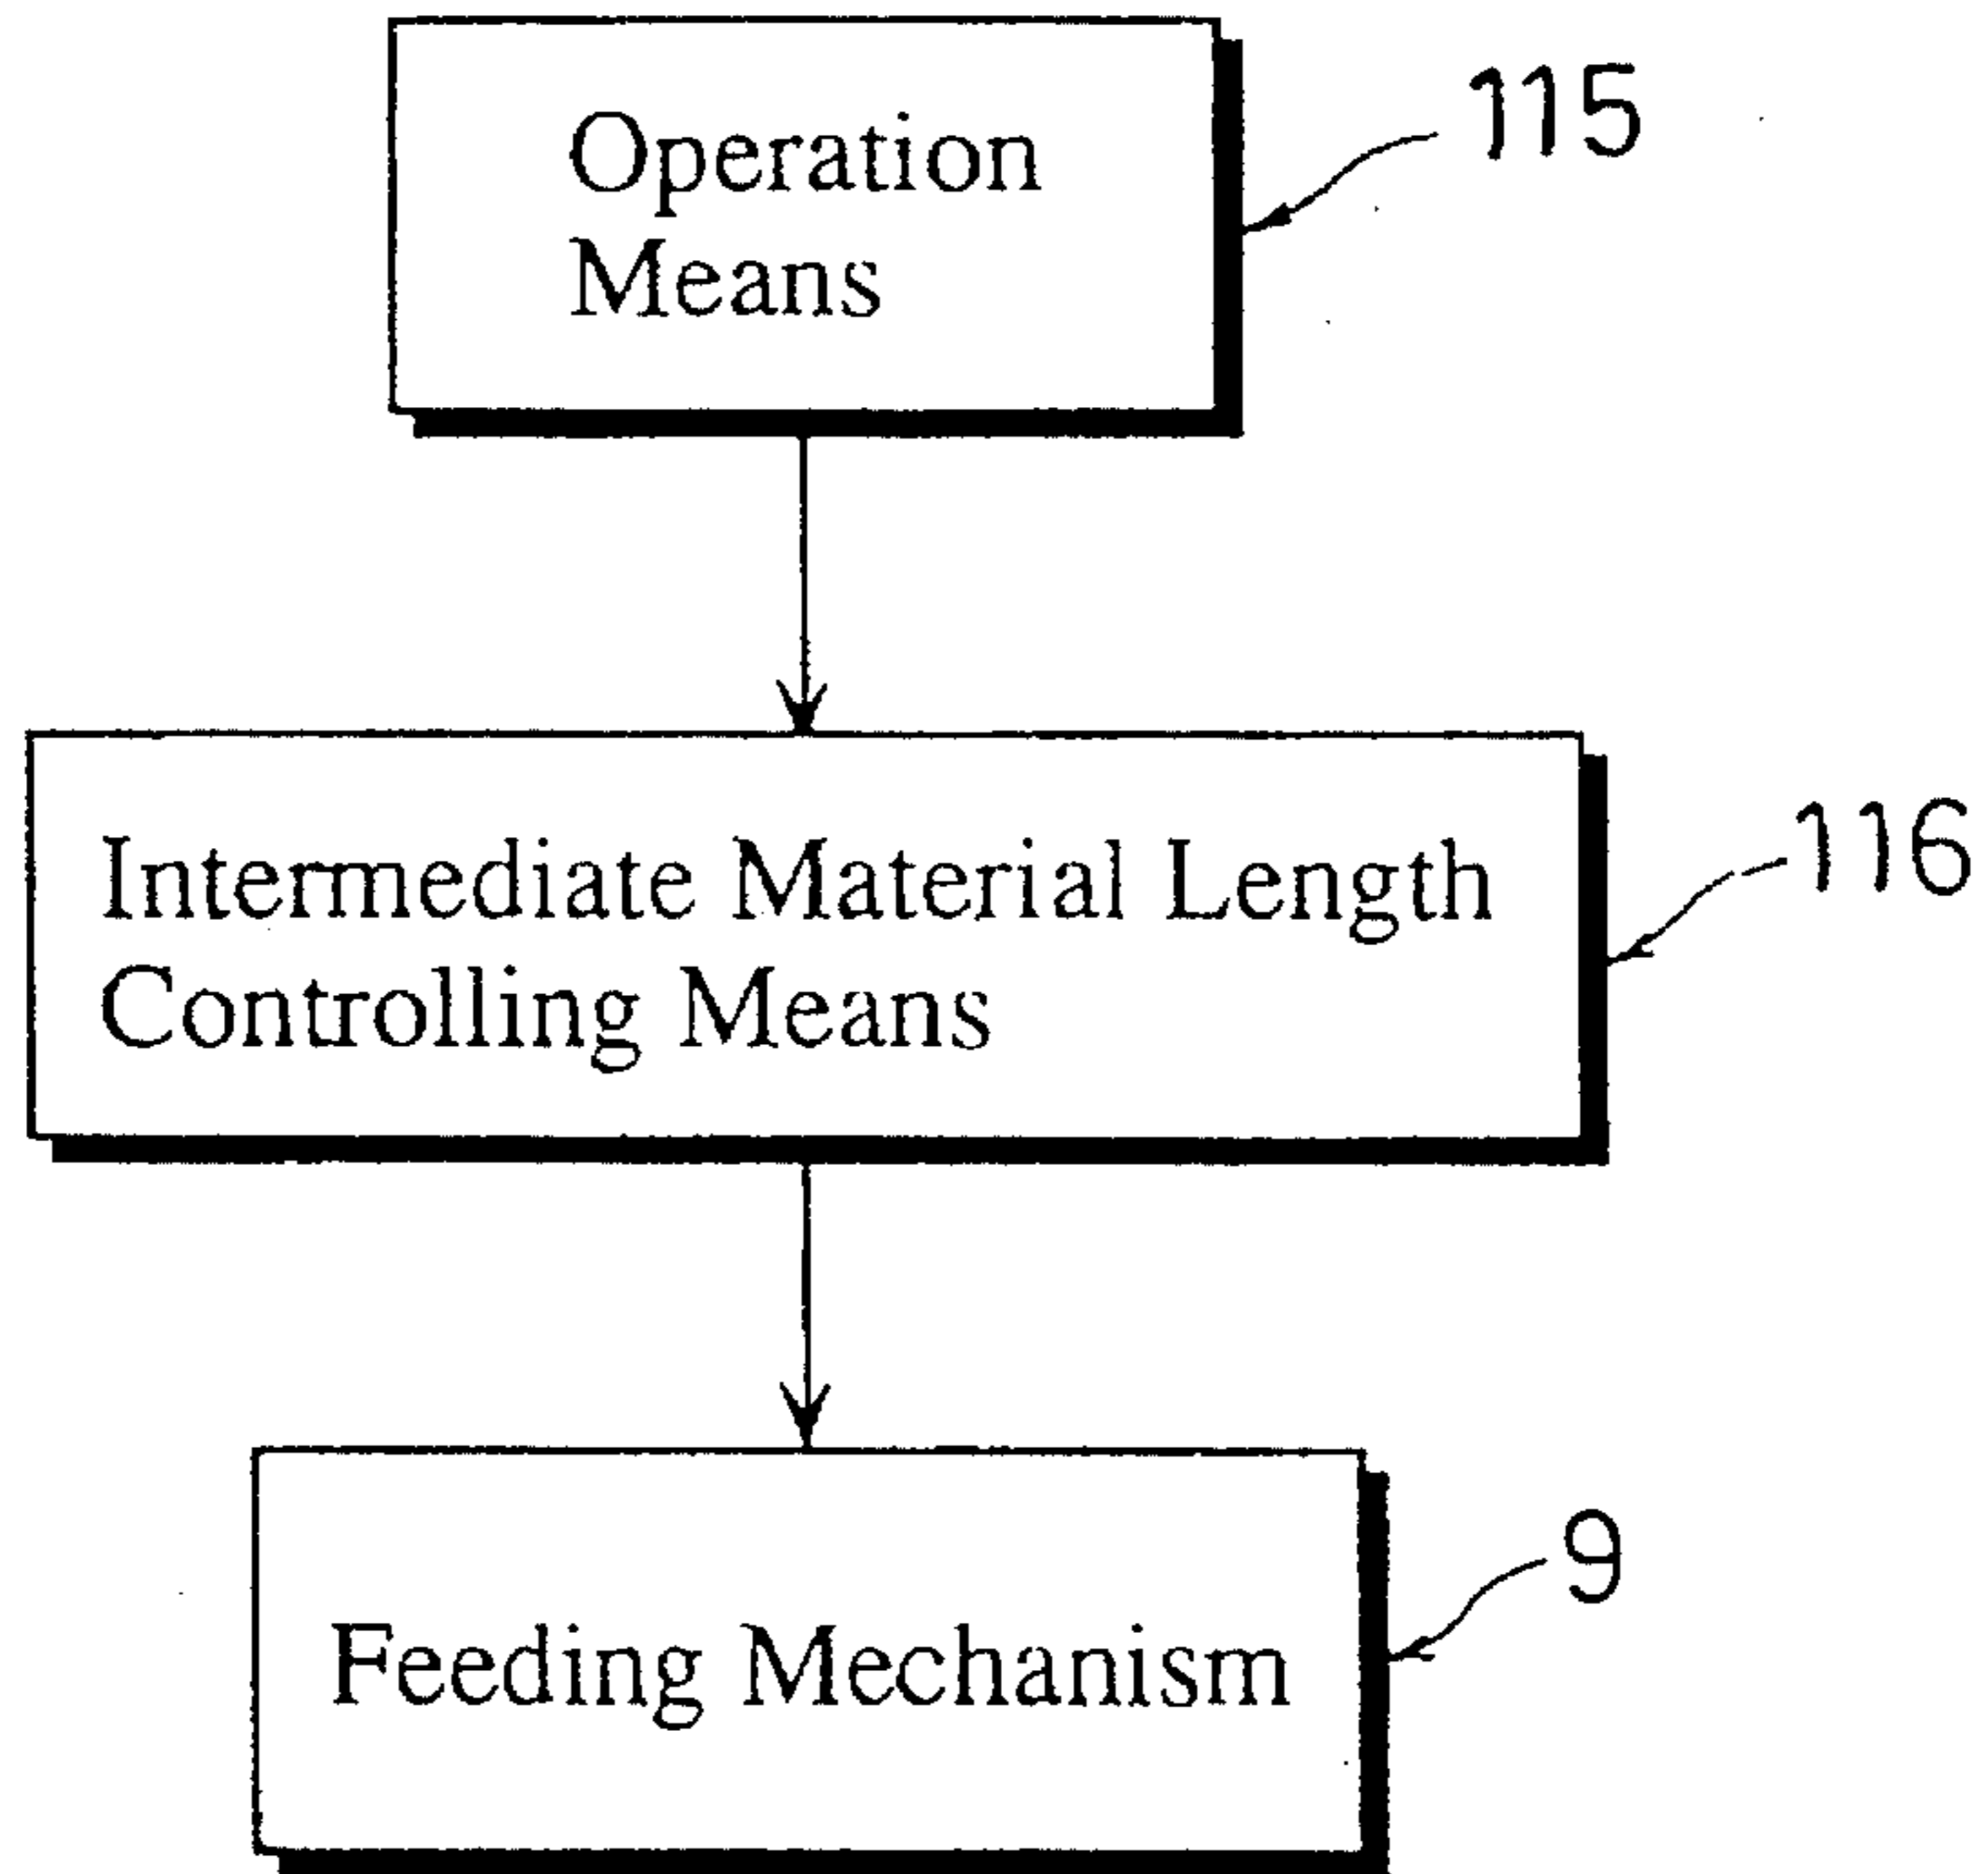 Operation
Means
115
Intermediate Material Length
Controlling Means
116
Feeding Mechanism
9